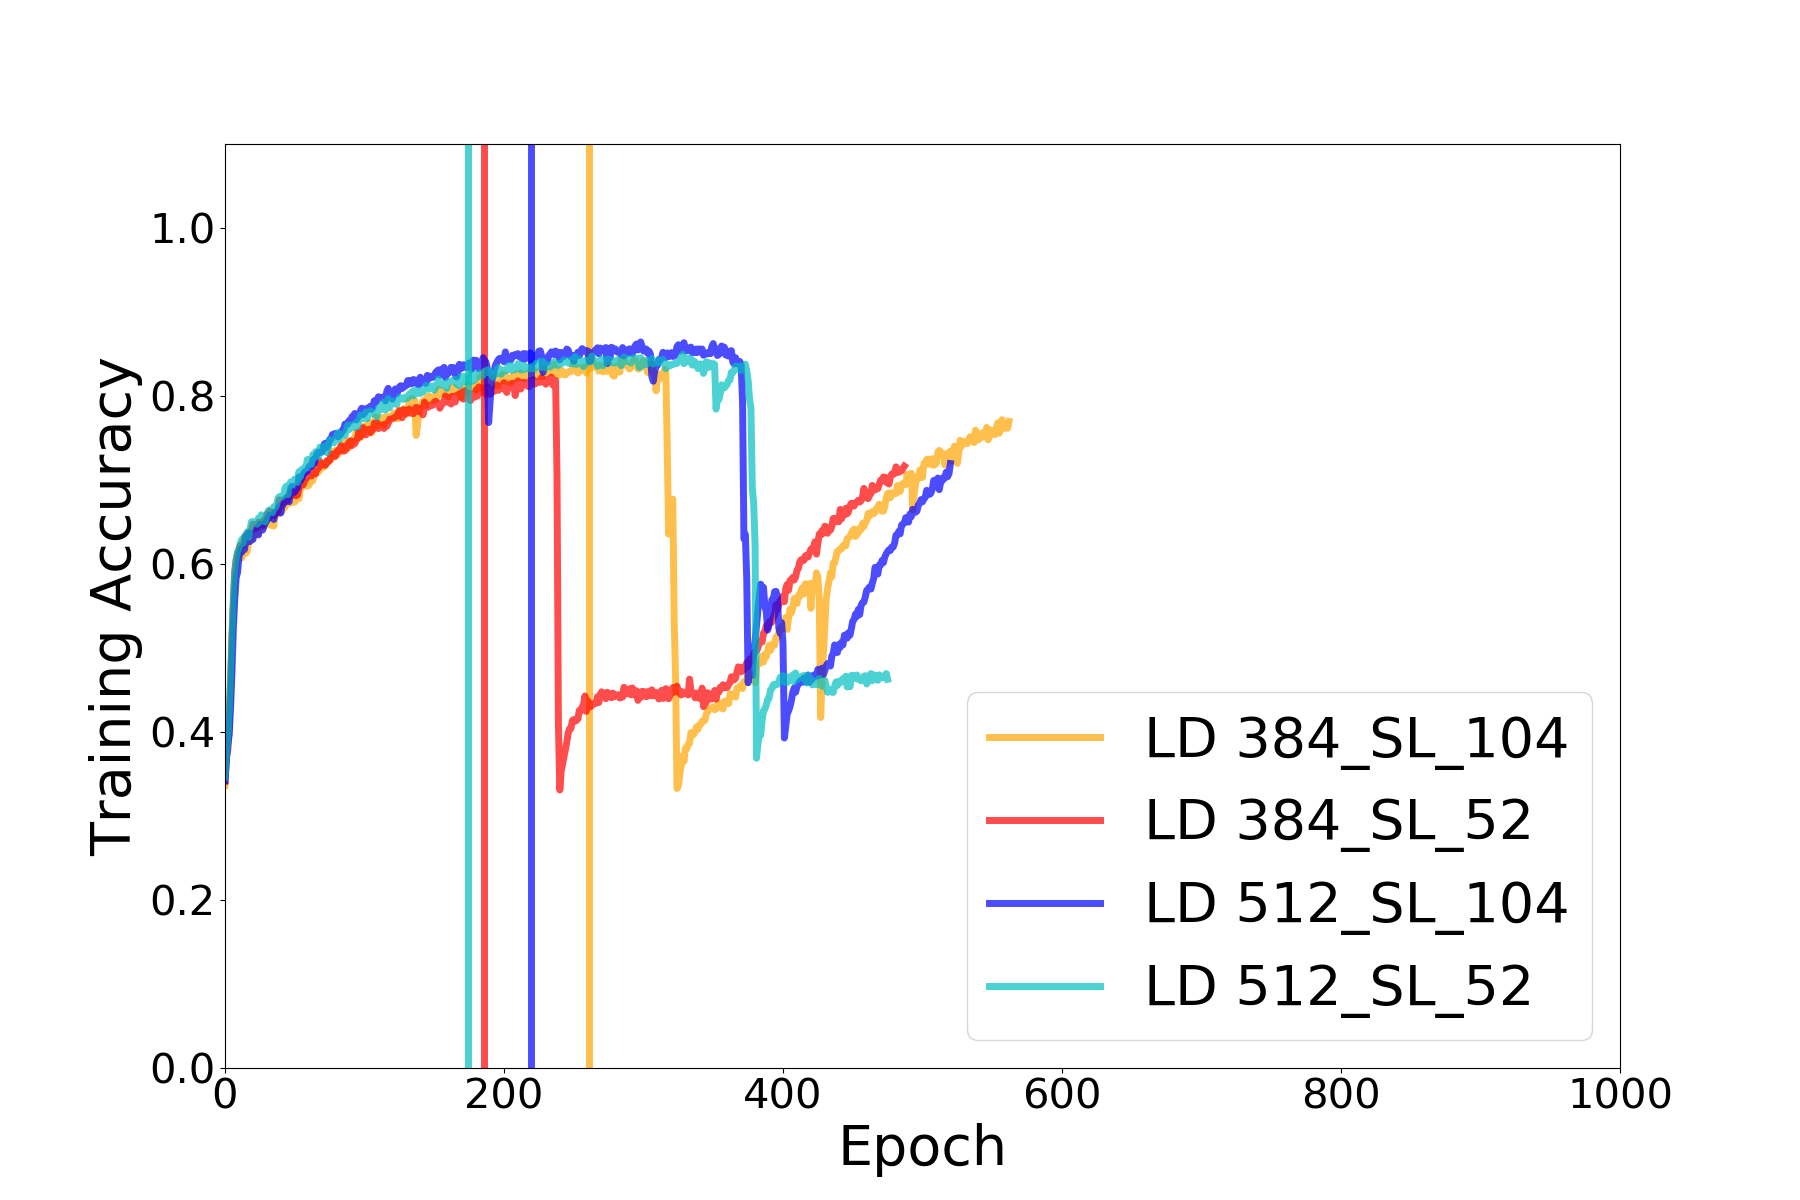 1.0
0.8
0.6
0.4
0.2
0.0
Training Accuracy
0 200 400 600 800 1000
Epoch
LD 384_SL_104
LD 384_SL_52
LD 512_SL_104
LD 512_SL_52